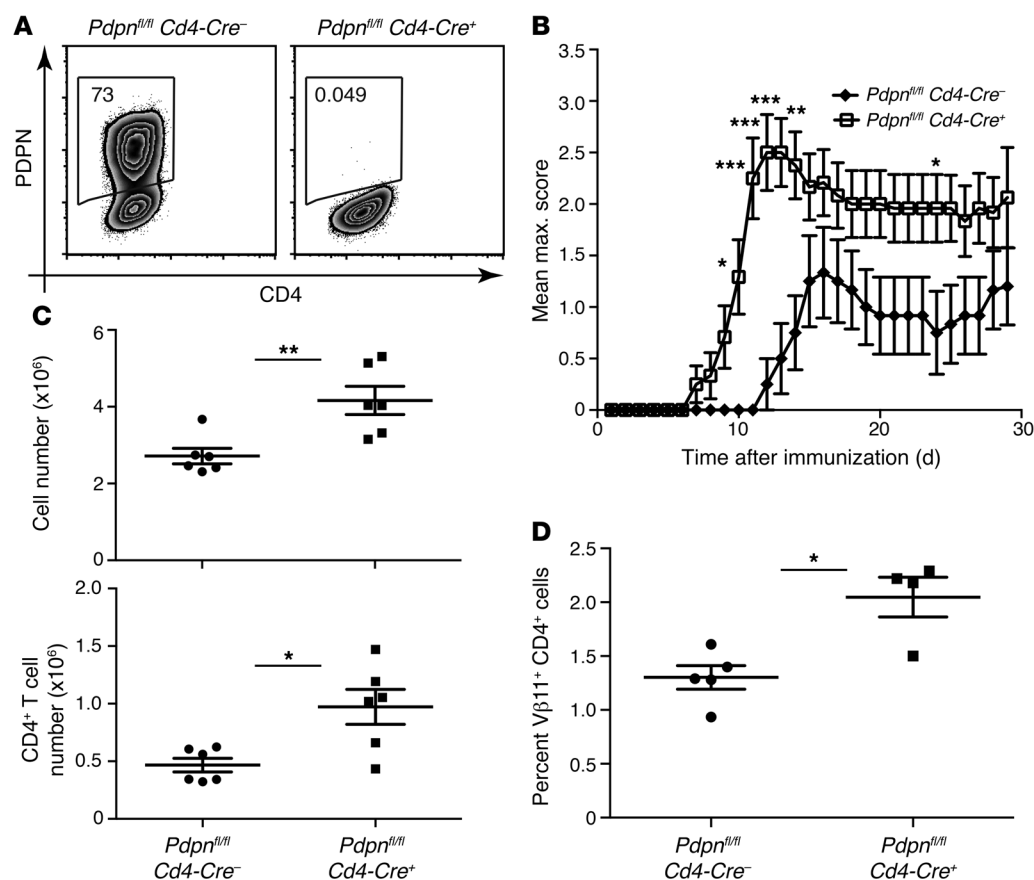 A
Pdpnfl/fl Cd4-Cre–
Pdpnfl/fl Cd4-Cre+
73
0.049
PDPN
CD4
B
3.5
3.0
2.5
2.0
1.5
1.0
0.5
0
Mean max. score
Pdpnfl/fl Cd4-Cre–
Pdpnfl/fl Cd4-Cre+
*
***
***
***
**
*
0
10
20
30
Time after immunization (d)
C
6
4
2
0
Cell number (x10⁶)
**
2.0
1.5
1.0
0.5
0
CD4+ T cell
number (x10⁶)
*
Pdpnfl/fl
Cd4-Cre–
Pdpnfl/fl
Cd4-Cre+
D
2.5
2.0
1.5
1.0
0.5
0
Percent Vβ11+ CD4+ cells
*
Pdpnfl/fl
Cd4-Cre–
Pdpnfl/fl
Cd4-Cre+